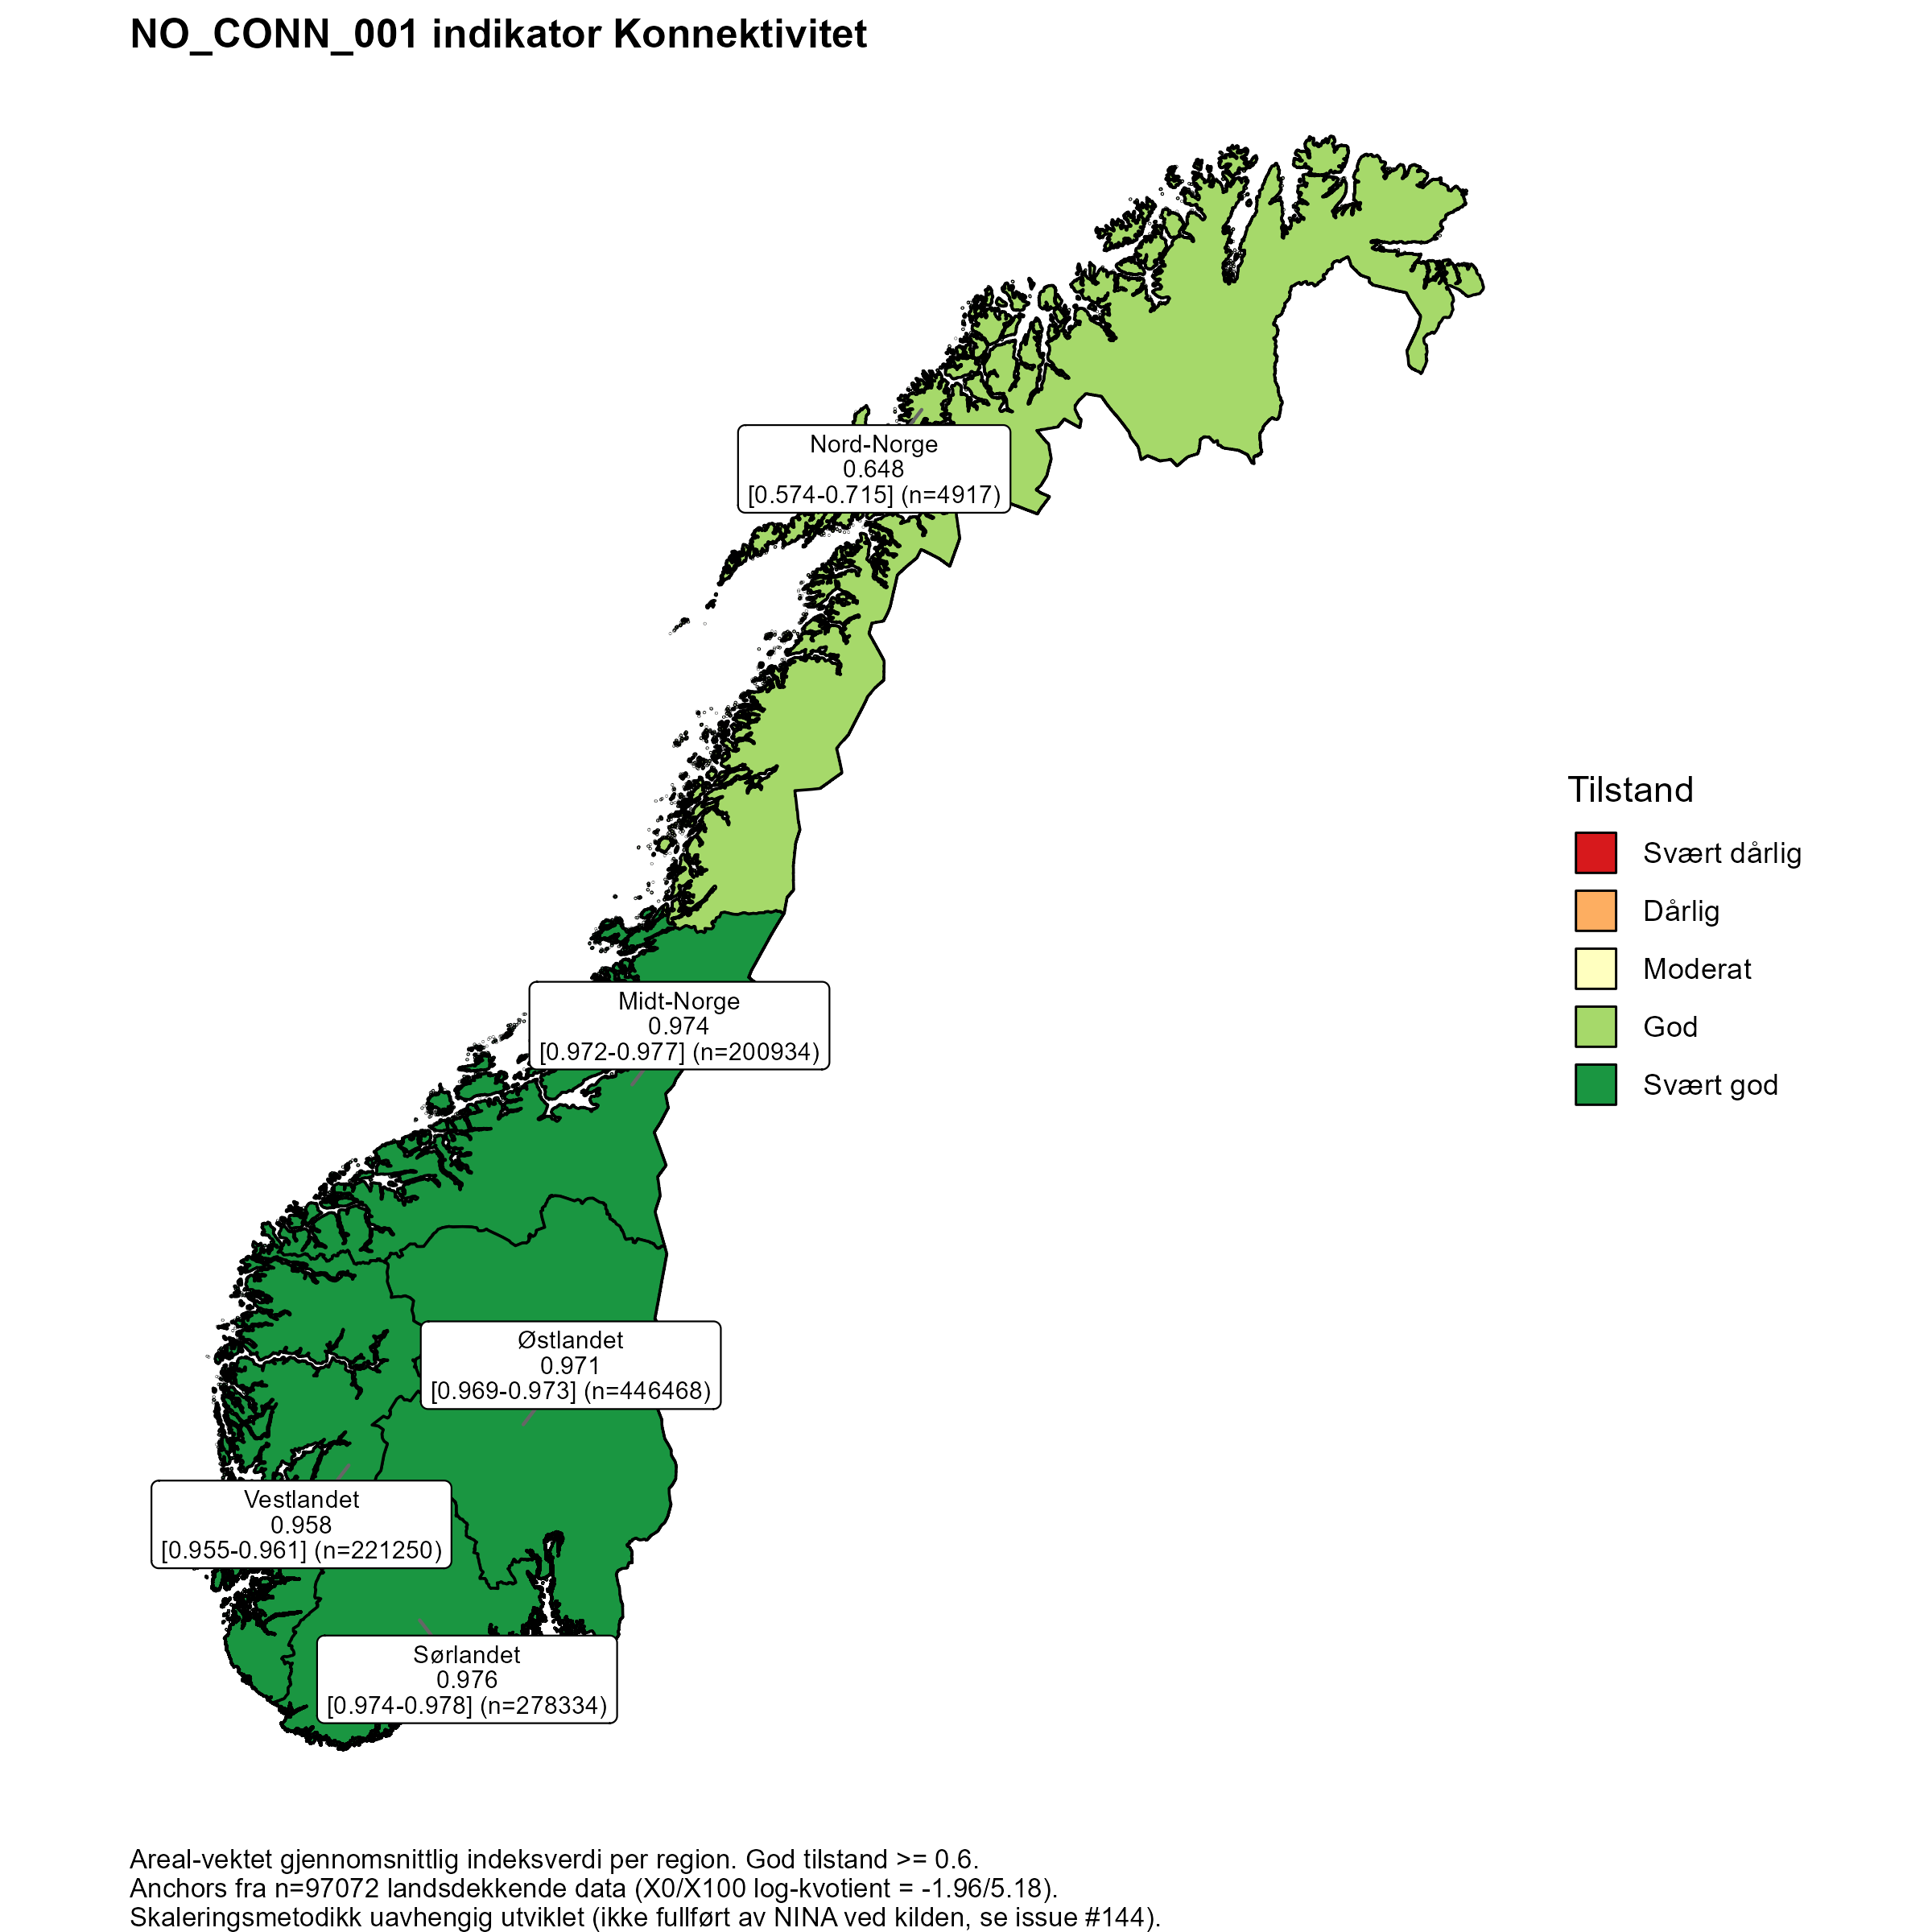 NO_CONN_001 indikator Konnektivitet
Nord-Norge
0.648
[0.574-0.715] (n=4917)
Midt-Norge
0.974
[0.972-0.977] (n=200934)
Østlandet
0.971
[0.969-0.973] (n=446468)
Vestlandet
0.958
[0.955-0.961] (n=221250)
Sørlandet
0.976
[0.974-0.978] (n=278334)
Tilstand
Svært dårlig
Dårlig
Moderat
God
Svært god
Areal-vektet gjennomsnittlig indeksverdi per region. God tilstand >= 0.6.
Anchors fra n=97072 landsdekkende data (X0/X100 log-kvotient = -1.96/5.18).
Skaleringsmetodikk uavhengig utviklet (ikke fullført av NINA ved kilden, se issue #144).